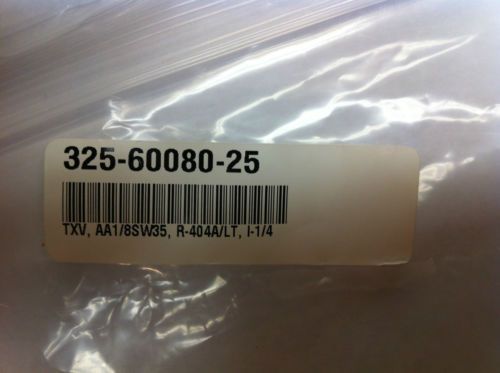 325-60080-25
TXV, AA1/8SW35, R-404A/LT, I-1/4